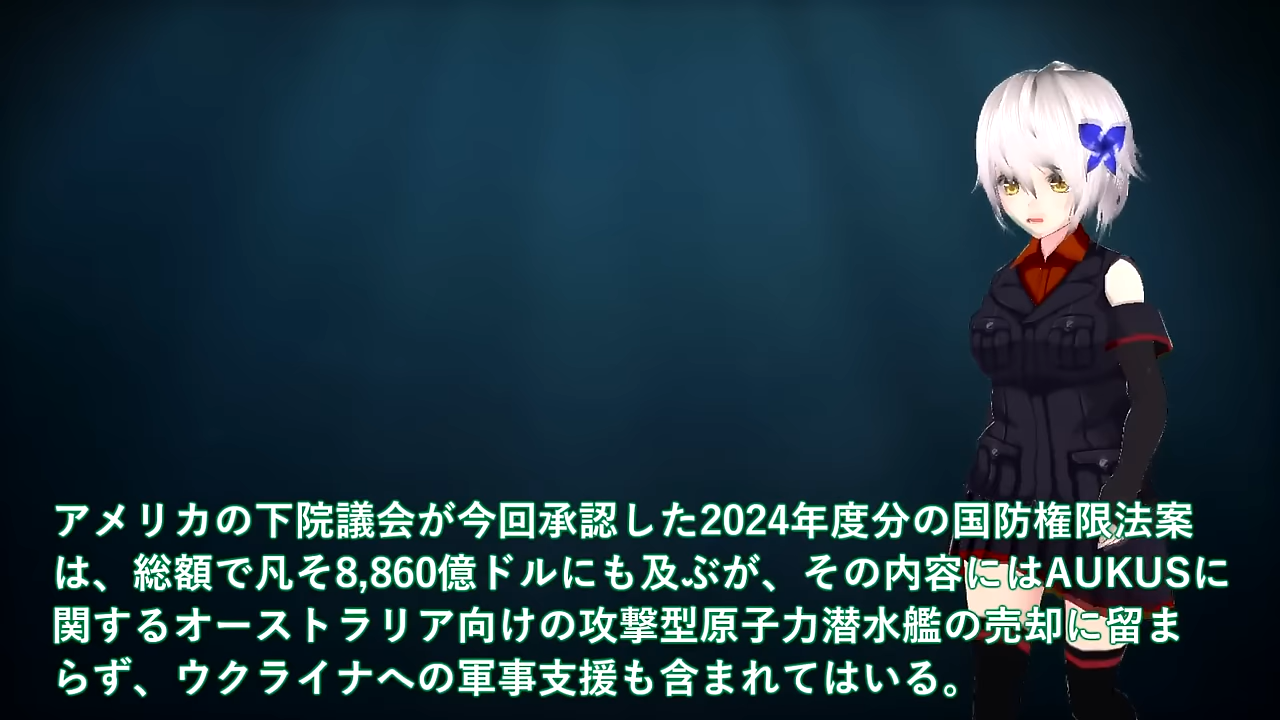 アメリカの下院議会が今回承認した2024年度分の国防権限法案
は、総額で凡そ8,860億ドルにも及ぶが、その内容にはAUKUSに
関するオーストラリア向けの攻撃型原子力潜水艦の売却に留ま
らず、ウクライナへの軍事支援も含まれてはいる。